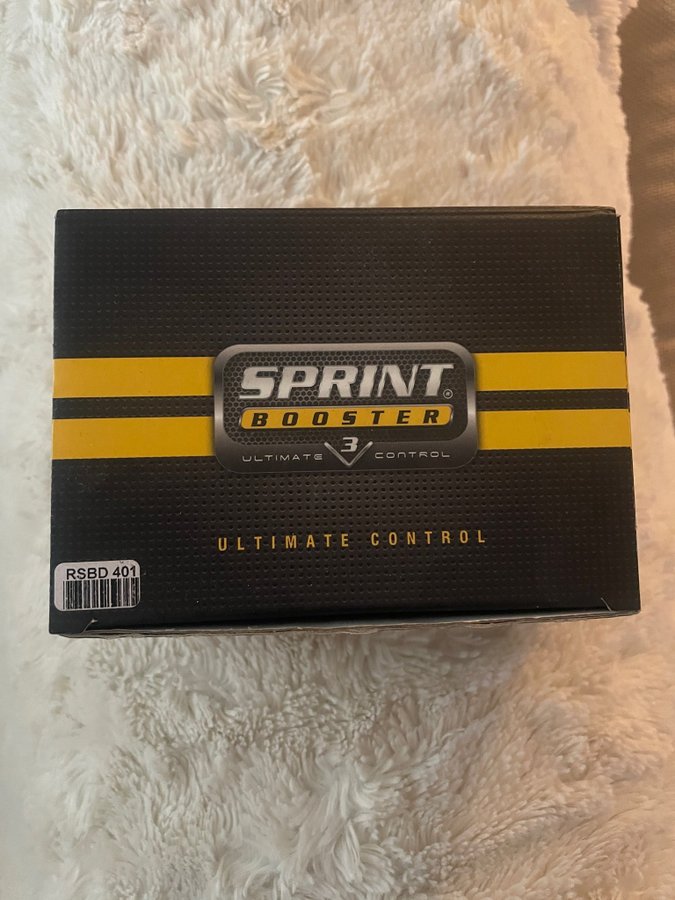 SPRINT®
BOOSTER
3
ULTIMATE CONTROL
ULTIMATE CONTROL
RSBD 401